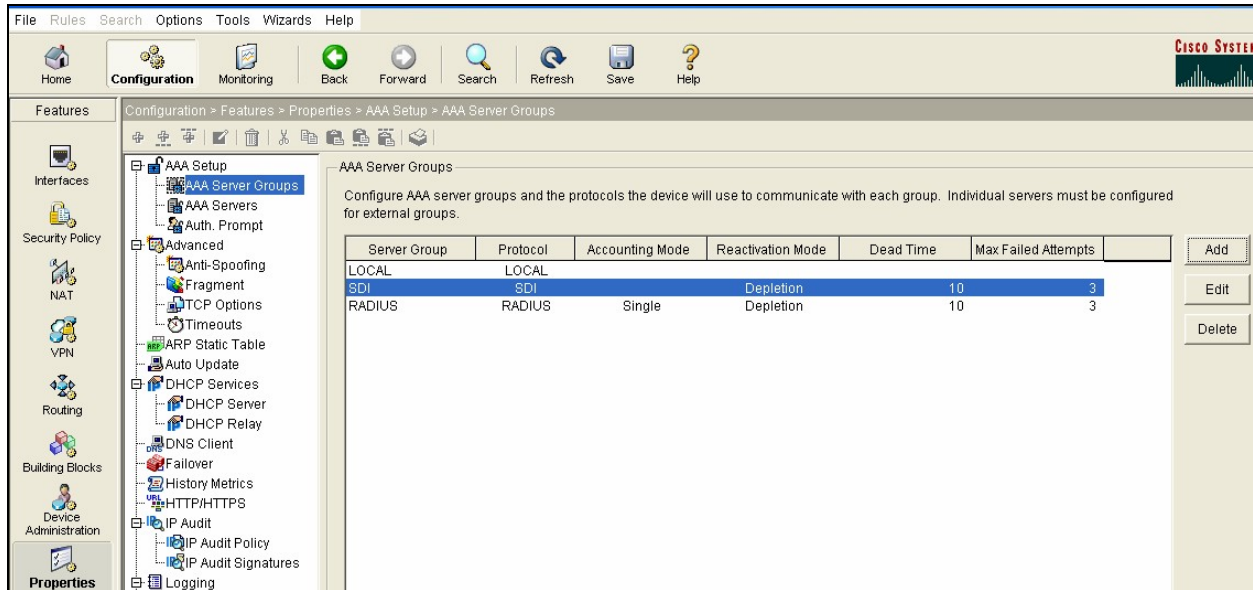 File Rules Search Options Tools Wizards Help
Home Configuration Monitoring Back Forward Search Refresh Save Help
CISCO SYSTEM
Features
Configuration > Features > Properties > AAA Setup > AAA Server Groups
Interfaces
Security Policy
NAT
VPN
Routing
Building Blocks
Device
Administration
Properties
AAA Setup
AAA Server Groups
AAA Servers
Auth. Prompt
Advanced
Anti-Spoofing
Fragment
TCP Options
Timeouts
ARP Static Table
Auto Update
DHCP Services
DHCP Server
DHCP Relay
DNS Client
Failover
History Metrics
HTTP/HTTPS
IP Audit
IP Audit Policy
IP Audit Signatures
Logging
AAA Server Groups
Configure AAA server groups and the protocols the device will use to communicate with each group. Individual servers must be configured
for external groups.
Server Group Protocol Accounting Mode Reactivation Mode Dead Time Max Failed Attempts
LOCAL LOCAL
SDI SDI Depletion 10 3
RADIUS RADIUS Single Depletion 10 3
Add
Edit
Delete